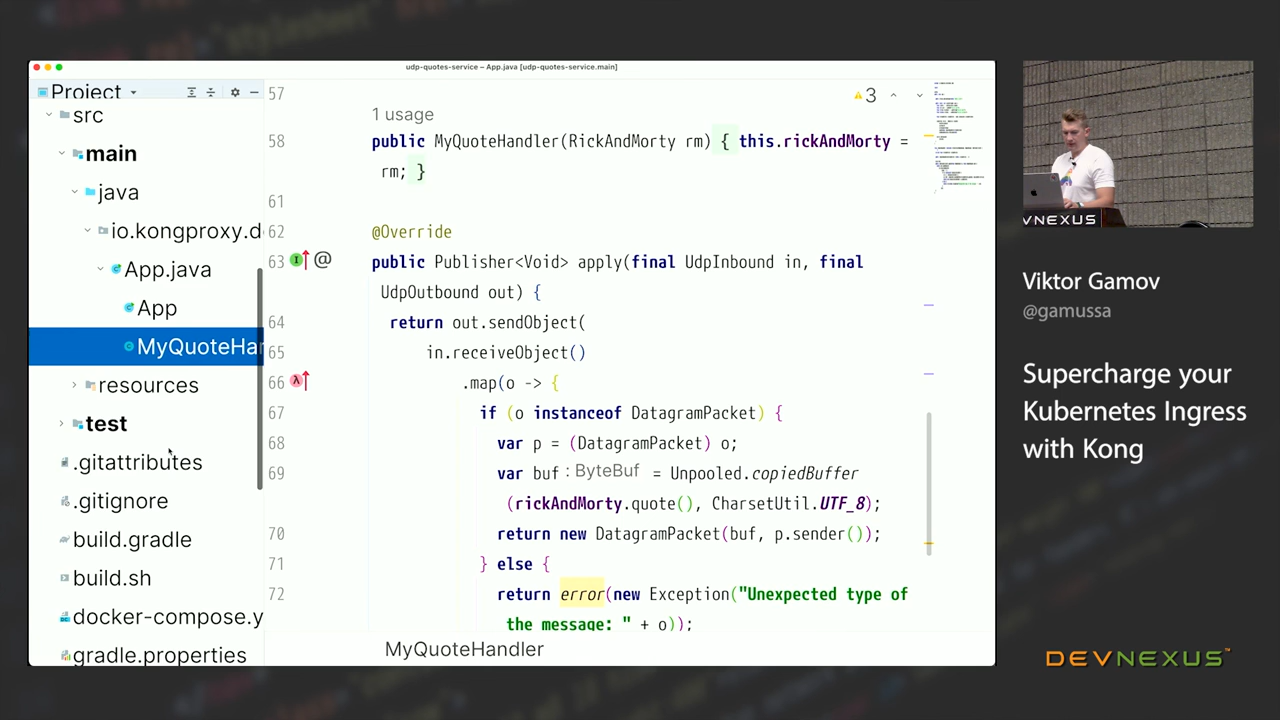 udp-quotes-service – App.java [udp-quotes-service.main]
Project
src
main
java
io.kongproxy.d
App.java
App
MyQuoteHar
resources
test
.gitattributes
.gitignore
build.gradle
build.sh
docker-compose.y
gradle.properties
3
57
1 usage
58 public MyQuoteHandler(RickAndMorty rm) { this.rickAndMorty =
rm; }
61
62 @Override
63 @ public Publisher<Void> apply(final UdpInbound in, final
UdpOutbound out) {
64 return out.sendObject(
65 in.receiveObject()
66 .map(o -> {
67 if (o instanceof DatagramPacket) {
68 var p = (DatagramPacket) o;
69 var buf : ByteBuf = Unpooled.copiedBuffer
(rickAndMorty.quote(), CharsetUtil.UTF_8);
70 return new DatagramPacket(buf, p.sender());
71 } else {
72 return error(new Exception("Unexpected type of
the message: " + o));
MyQuoteHandler
VNEXUS
Viktor Gamov
@gamussa
Supercharge your
Kubernetes Ingress
with Kong
DEVNEXUS™